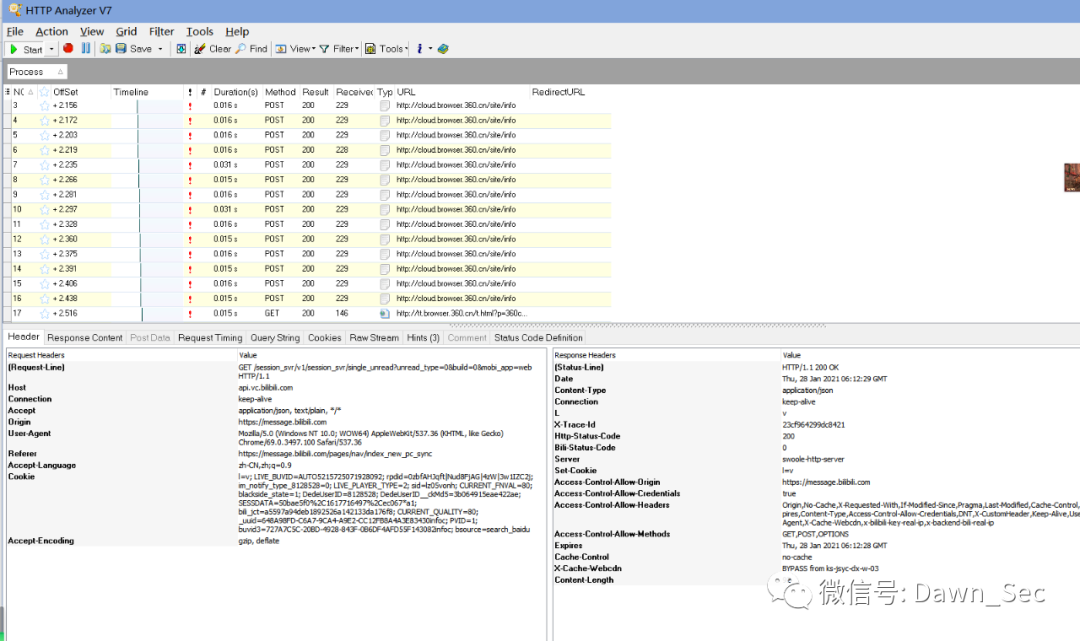 HTTP Analyzer V7
File Action View Grid Filter Tools Help
Start Save Clear Find View Filter Tools
Process
NO OffSet Timeline ! # Duration(s) Method Result Received Typ URL RedirectURL
3 + 2.156 ! 0.016 s POST 200 229 http://cloud.browser.360.cn/site/info
4 + 2.172 ! 0.016 s POST 200 229 http://cloud.browser.360.cn/site/info
5 + 2.203 ! 0.016 s POST 200 229 http://cloud.browser.360.cn/site/info
6 + 2.219 ! 0.016 s POST 200 228 http://cloud.browser.360.cn/site/info
7 + 2.235 ! 0.031 s POST 200 229 http://cloud.browser.360.cn/site/info
8 + 2.266 ! 0.015 s POST 200 229 http://cloud.browser.360.cn/site/info
9 + 2.281 ! 0.016 s POST 200 229 http://cloud.browser.360.cn/site/info
10 + 2.297 ! 0.031 s POST 200 229 http://cloud.browser.360.cn/site/info
11 + 2.328 ! 0.016 s POST 200 229 http://cloud.browser.360.cn/site/info
12 + 2.360 ! 0.015 s POST 200 229 http://cloud.browser.360.cn/site/info
13 + 2.375 ! 0.016 s POST 200 229 http://cloud.browser.360.cn/site/info
14 + 2.391 ! 0.015 s POST 200 229 http://cloud.browser.360.cn/site/info
15 + 2.406 ! 0.016 s POST 200 229 http://cloud.browser.360.cn/site/info
16 + 2.438 ! 0.015 s POST 200 229 http://cloud.browser.360.cn/site/info
17 + 2.516 ! 0.015 s GET 200 146 http://tt.browser.360.cn/t.html?p=360c...
Header Response Content Post Data Request Timing Query String Cookies Raw Stream Hints (3) Comment Status Code Definition
Request Headers Value
(Request-Line) GET /session_svr/v1/session_svr/single_unread?unread_type=0&build=0&mobi_app=web
HTTP/1.1
Host api.vc.bilibili.com
Connection keep-alive
Accept application/json, text/plain, */*
Origin https://message.bilibili.com
User-Agent Mozilla/5.0 (Windows NT 10.0; WOW64) AppleWebKit/537.36 (KHTML, like Gecko)
Chrome/69.0.3497.100 Safari/537.36
Referer https://message.bilibili.com/pages/nav/index_new_pc_sync
Accept-Language zh-CN,zh;q=0.9
Cookie l=v; LIVE_BUVID=AUTO5215725071928092;
im_notify_type_8128528=0; LIVE_PLAYER_TYPE=2; sid=lz05vonh; CURRENT_FNVAL=80;
blackside_state=1; DedeUserID=8128528; DedeUserID__ckMd5=3b064915eae422ae;
SESSDATA=50bae5f0%2C1617716497%2Cec067*a1;
bili_jct=a5597a94deb1892526a142133da176f8; CURRENT_QUALITY=80;
_uuid=648A98FD-C6A7-9CA4-A9E2-CC12FB8A4A3E83430infoc; PVID=1;
buvid3=727A7C5C-20BD-4928-843F-0B6DF4AFD55F143082infoc; bsource=search_baidu
Accept-Encoding gzip, deflate
Response Headers Value
(Status-Line) HTTP/1.1 200 OK
Date Thu, 28 Jan 2021 06:12:29 GMT
Content-Type application/json
Connection keep-alive
L v
X-Trace-Id 23cf964299dc8421
Http-Status-Code 200
Bili-Status-Code 0
Server swoole-http-server
Set-Cookie l=v
Access-Control-Allow-Origin https://message.bilibili.com
Access-Control-Allow-Credentials true
Access-Control-Allow-Headers Origin,No-Cache,X-Requested-With,If-Modified-Since,Pragma,Last-Modified,Cache-Control,
pires,Content-Type,Access-Control-Allow-Credentials,DNT,X-CustomHeader,Keep-Alive,Use
Agent,X-Cache-Webcdn,x-bilibili-key-real-ip,x-backend-bili-real-ip
Access-Control-Allow-Methods GET,POST,OPTIONS
Expires Thu, 28 Jan 2021 06:12:28 GMT
Cache-Control no-cache
X-Cache-Webcdn BYPASS from ks-jsyc-dx-w-03
Content-Length
微信号: Dawn_Sec